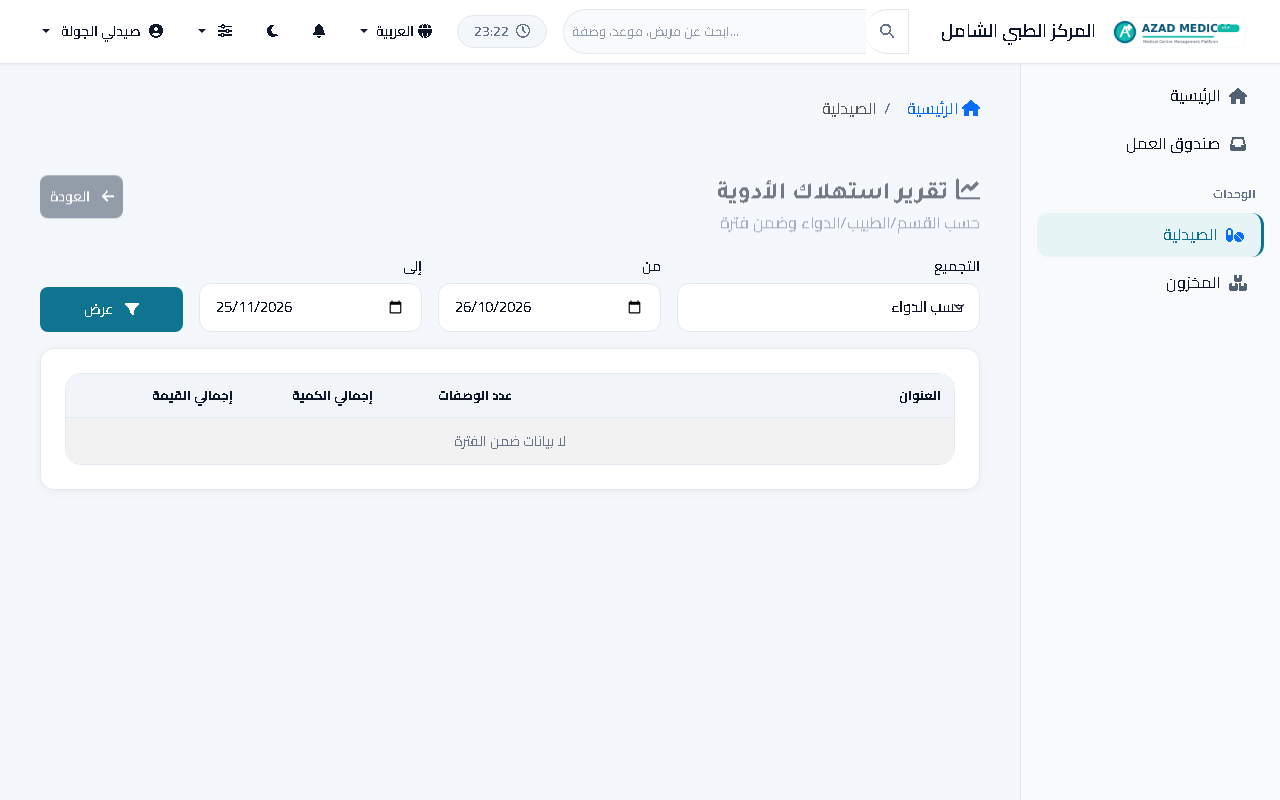 AZAD MEDIC
Medical Centre Management Platform
المركز الطبي الشامل
ابحث عن مريض، موعد، وصفة...
23:22
العربية
صيدلي الجولة
الرئيسية
صندوق العمل
الوحدات
الصيدلية
المخزون
الرئيسية / الصيدلية
تقرير استهلاك الأدوية
حسب القسم/الطبيب/الدواء وضمن فترة
العودة
التجميع
من
إلى
حسب الدواء
26/10/2026
25/11/2026
عرض
العنوان عدد الوصفات إجمالي الكمية إجمالي القيمة
لا بيانات ضمن الفترة